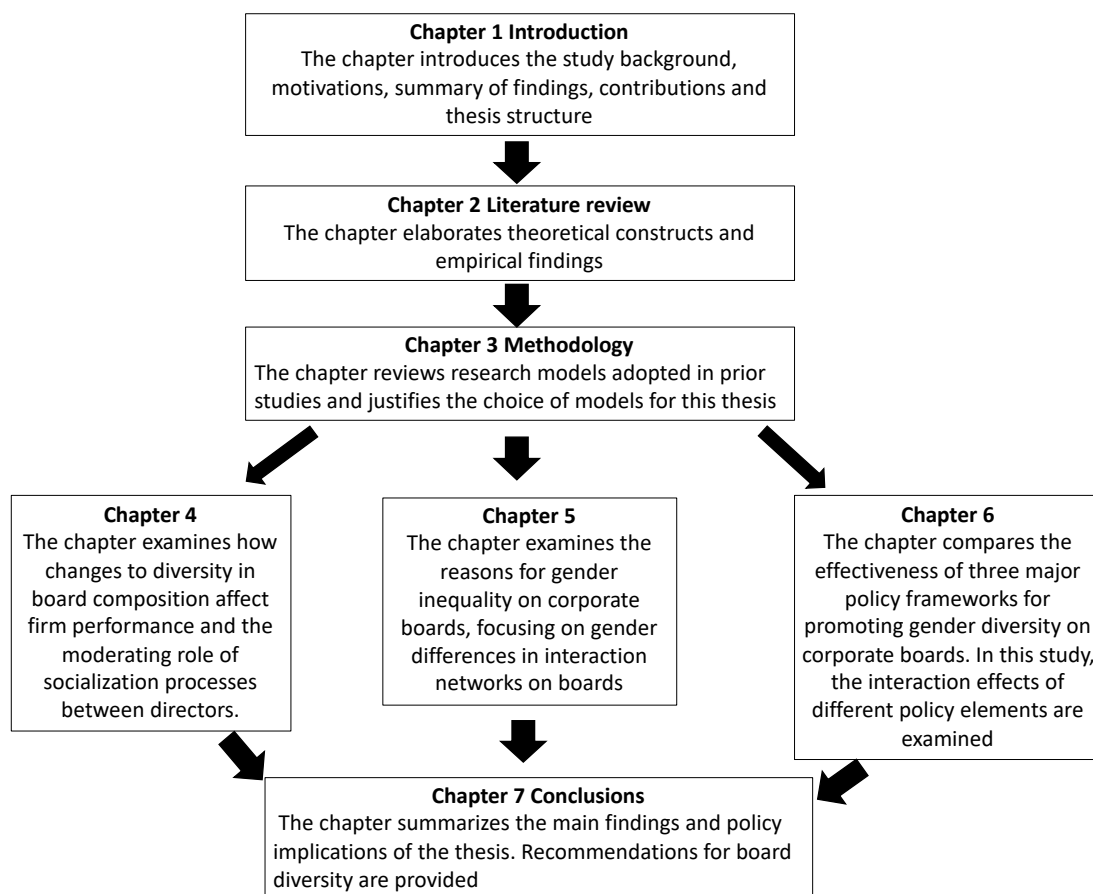 Chapter 1 Introduction
The chapter introduces the study background,
motivations, summary of findings, contributions and
thesis structure
Chapter 2 Literature review
The chapter elaborates theoretical constructs and
empirical findings
Chapter 3 Methodology
The chapter reviews research models adopted in prior
studies and justifies the choice of models for this thesis
Chapter 4
The chapter examines how
changes to diversity in
board composition affect
firm performance and the
moderating role of
socialization processes
between directors.
Chapter 5
The chapter examines the
reasons for gender
inequality on corporate
boards, focusing on gender
differences in interaction
networks on boards
Chapter 6
The chapter compares the
effectiveness of three major
policy frameworks for
promoting gender diversity on
corporate boards. In this study,
the interaction effects of
different policy elements are
examined
Chapter 7 Conclusions
The chapter summarizes the main findings and policy
implications of the thesis. Recommendations for board
diversity are provided